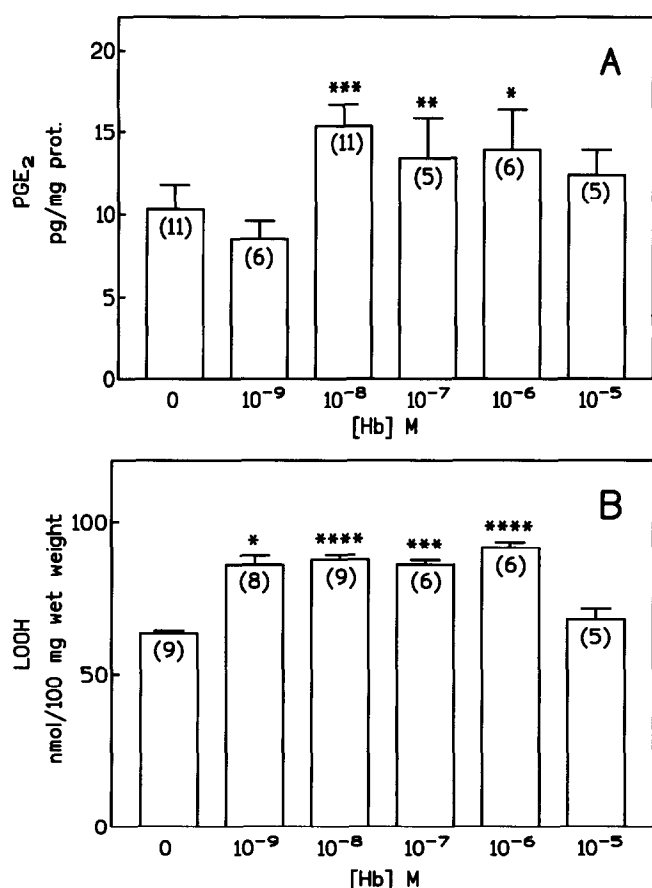 A
PGE₂
pg/mg prot.
20
15
10
5
0
*** ** *
(11) (6) (11) (5) (6) (5)
0 10⁻⁹ 10⁻⁸ 10⁻⁷ 10⁻⁶ 10⁻⁵
[Hb] M
B
LOOH
nmol/100 mg wet weight
100
50
0
* **** *** ****
(9) (8) (9) (6) (6) (5)
0 10⁻⁹ 10⁻⁸ 10⁻⁷ 10⁻⁶ 10⁻⁵
[Hb] M